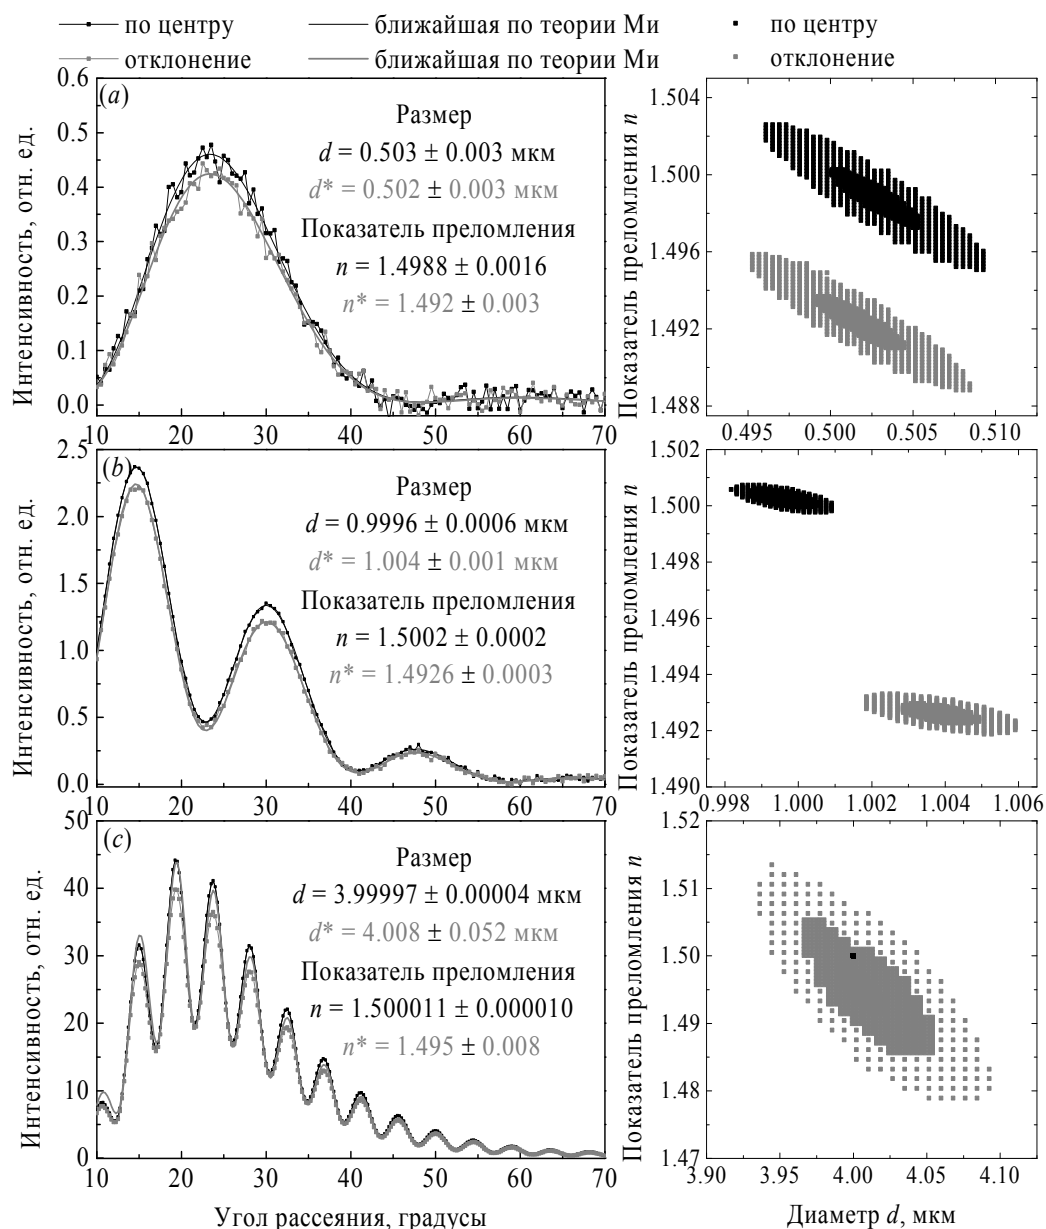 по центру ближайшая по теории Ми по центру
отклонение ближайшая по теории Ми отклонение
(a)
Интенсивность, отн. ед.
0.6
0.5
0.4
0.3
0.2
0.1
0.0
10 20 30 40 50 60 70
Размер
d = 0.503 ± 0.003 мкм
d* = 0.502 ± 0.003 мкм
Показатель преломления
n = 1.4988 ± 0.0016
n* = 1.492 ± 0.003
Показатель преломления n
1.504
1.500
1.496
1.492
1.488
0.495 0.500 0.505 0.510
(b)
Интенсивность, отн. ед.
2.5
2.0
1.5
1.0
0.5
0.0
10 20 30 40 50 60 70
Размер
d = 0.9996 ± 0.0006 мкм
d* = 1.004 ± 0.001 мкм
Показатель преломления
n = 1.5002 ± 0.0002
n* = 1.4926 ± 0.0003
Показатель преломления n
1.502
1.500
1.498
1.496
1.494
1.492
1.490
0.998 1.000 1.002 1.004 1.006
(c)
Интенсивность, отн. ед.
50
40
30
20
10
0
10 20 30 40 50 60 70
Угол рассеяния, градусы
Размер
d = 3.99997 ± 0.00004 мкм
d* = 4.008 ± 0.052 мкм
Показатель преломления
n = 1.500011 ± 0.000010
n* = 1.495 ± 0.008
Показатель преломления n
1.52
1.51
1.50
1.49
1.48
1.47
3.90 3.95 4.00 4.05 4.10
Диаметр d, мкм